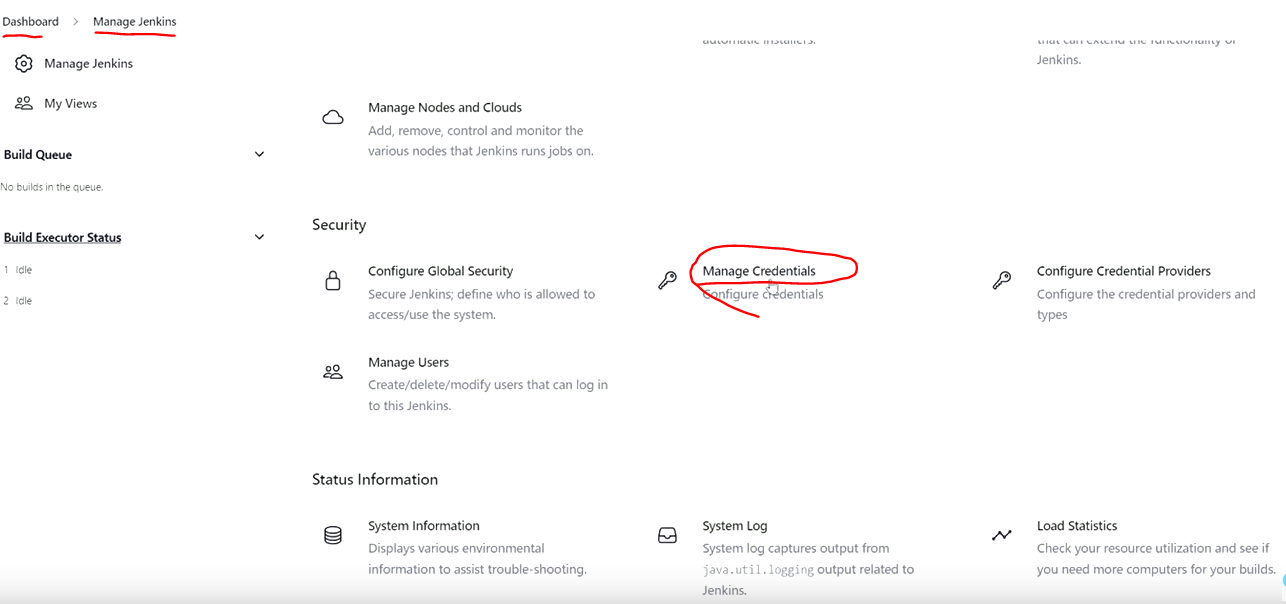 Dashboard > Manage Jenkins
Manage Jenkins
My Views
Build Queue
No builds in the queue.
Build Executor Status
1 Idle
2 Idle
automatic installers.
that can extend the functionality of
Jenkins.
Manage Nodes and Clouds
Add, remove, control and monitor the
various nodes that Jenkins runs jobs on.
Security
Configure Global Security
Secure Jenkins; define who is allowed to
access/use the system.
Manage Credentials
Configure credentials
Configure Credential Providers
Configure the credential providers and
types
Manage Users
Create/delete/modify users that can log in
to this Jenkins.
Status Information
System Information
Displays various environmental
information to assist trouble-shooting.
System Log
System log captures output from
java.util.logging output related to
Jenkins.
Load Statistics
Check your resource utilization and see if
you need more computers for your builds.